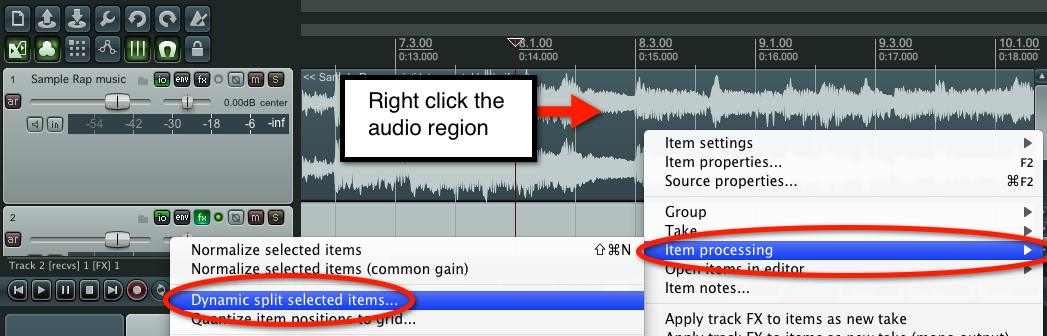 7.3.00 8.1.00 8.3.00 9.1.00 9.3.00 10.1.00
0:13.000 0:14.000 0:15.000 0:16.000 0:17.000 0:18.000
1 Sample Rap music io env fx m S
<< Sam
ar 0.00dB center
in -54 -42 -30 -18 -6 -inf
Right click the
audio region
Item settings
Item properties... F2
Source properties... ⌘F2
Group
Take
Item processing
Open items in editor
Item notes...
Apply track FX to items as new take
Apply track FX to items as new take (mono output)
2 io env fx m S
ar
Track 2 [recvs] 1 [FX] 1
Normalize selected items ⇧⌘N
Normalize selected items (common gain)
Dynamic split selected items...
Quantize item positions to grid...